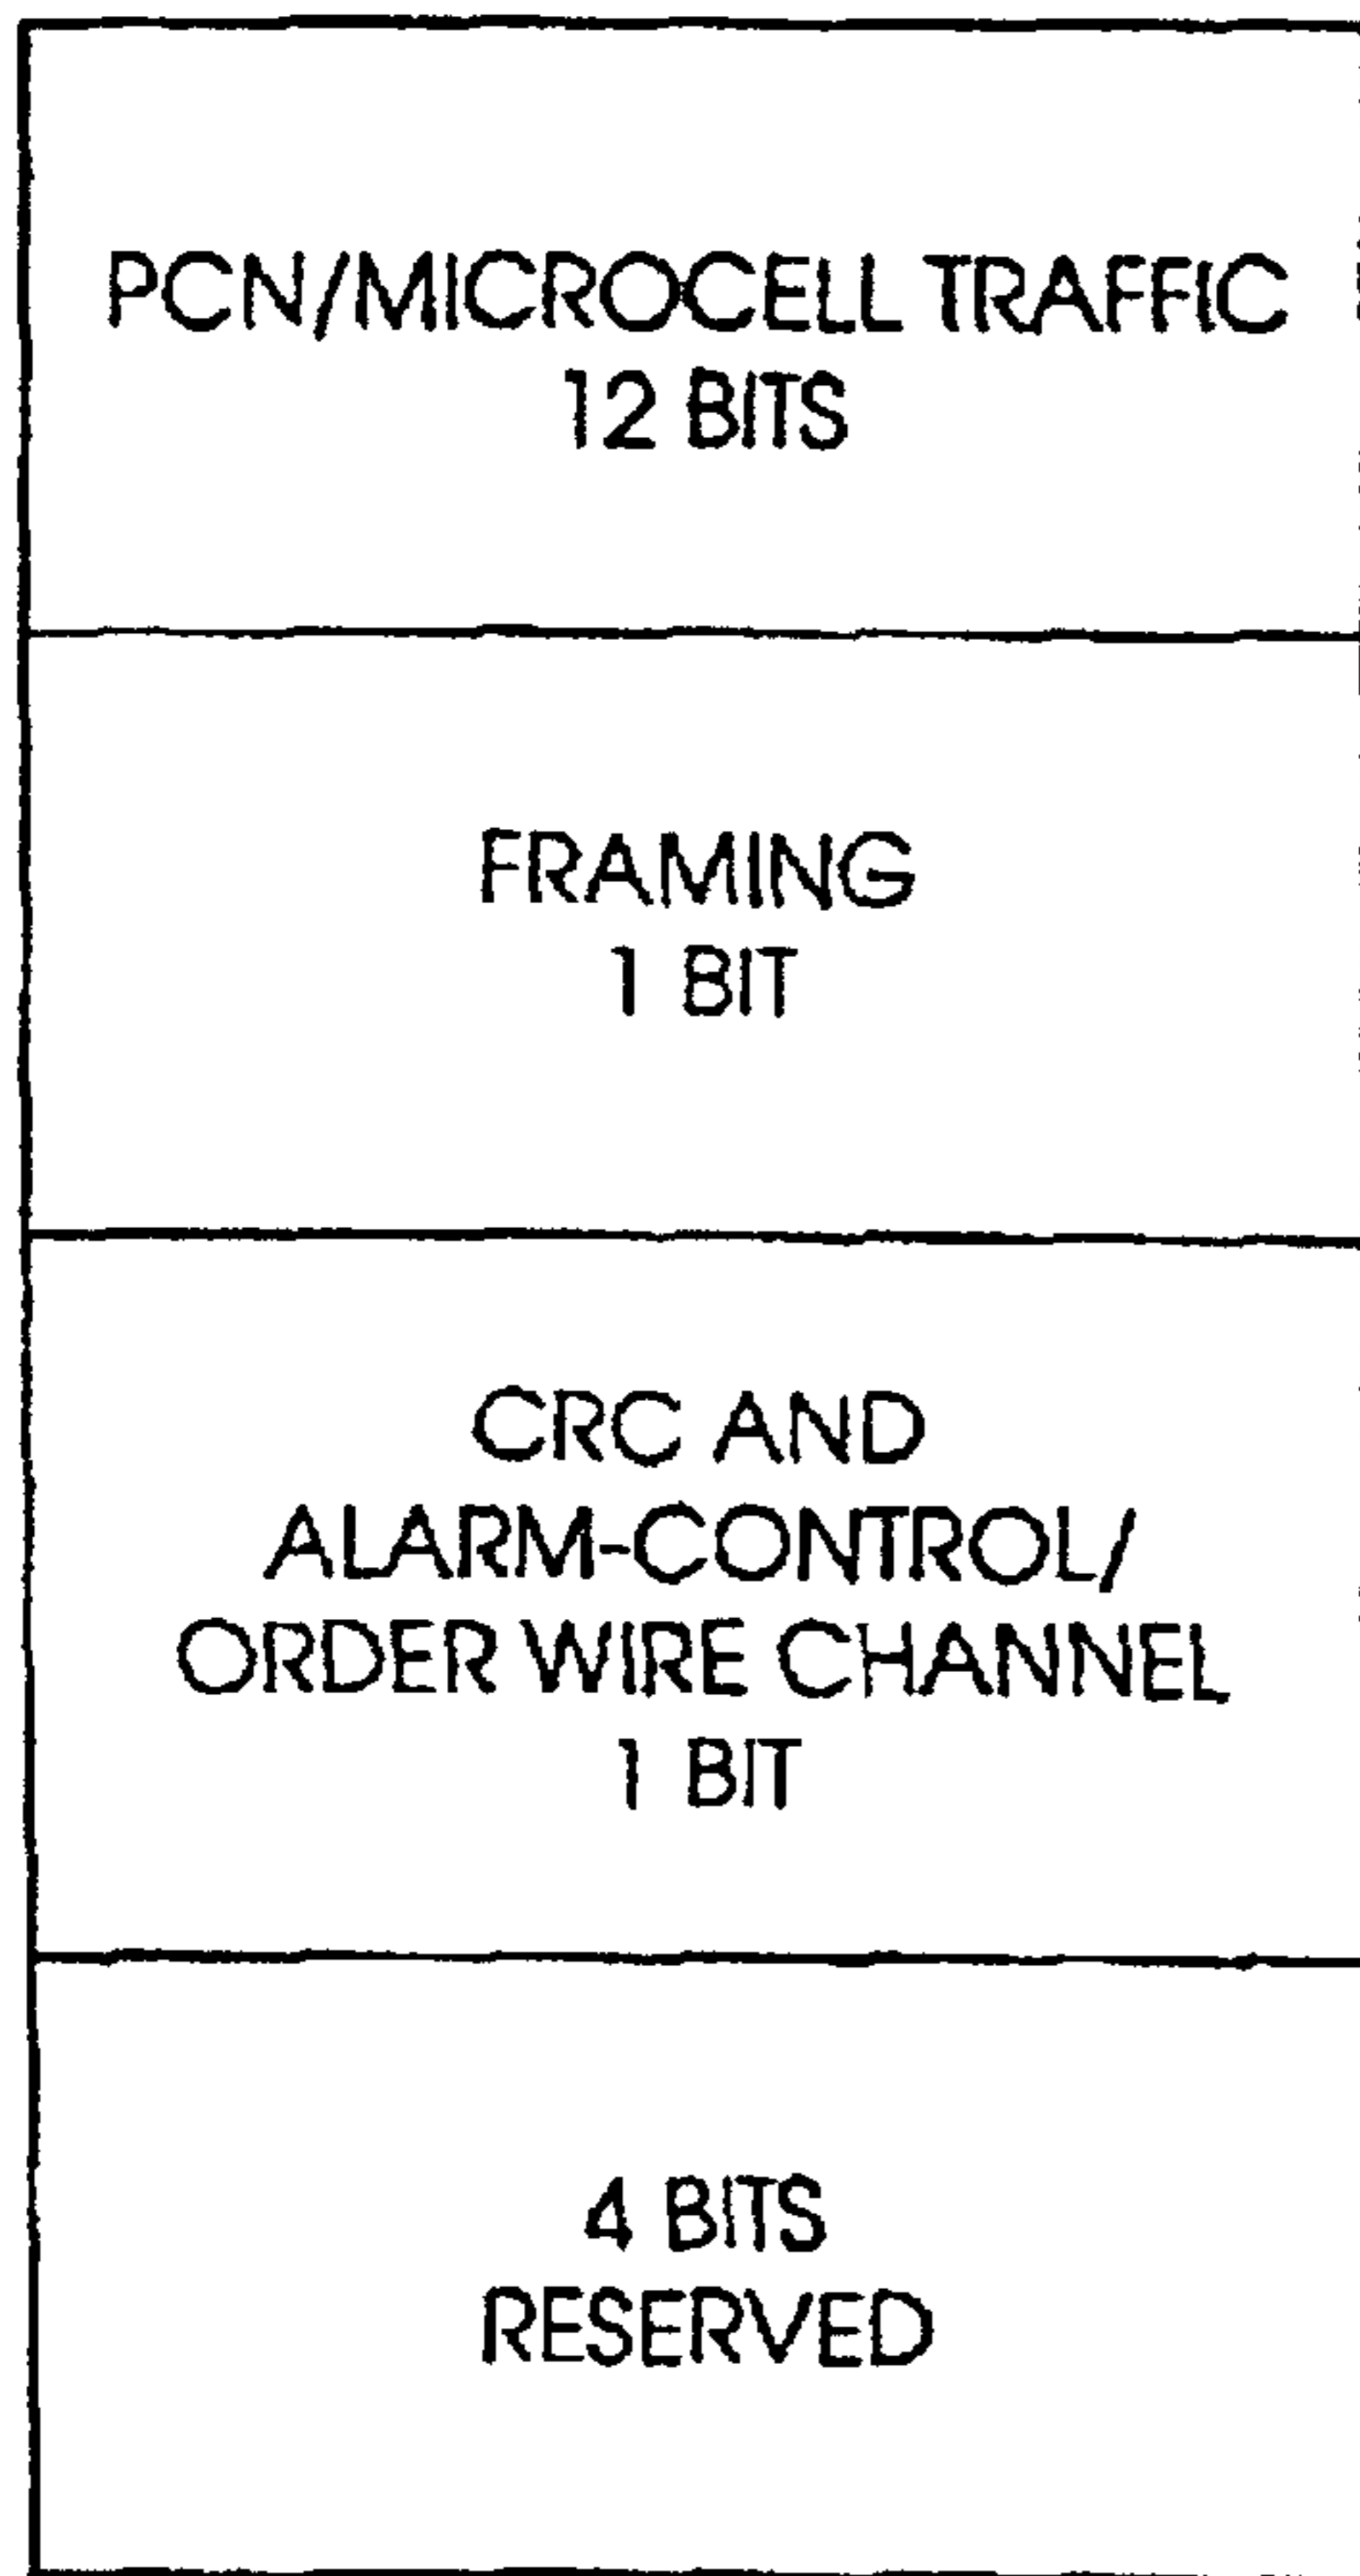 PCN/MICROCELL TRAFFIC
12 BITS
FRAMING
1 BIT
CRC AND
ALARM-CONTROL/
ORDER WIRE CHANNEL
1 BIT
4 BITS
RESERVED